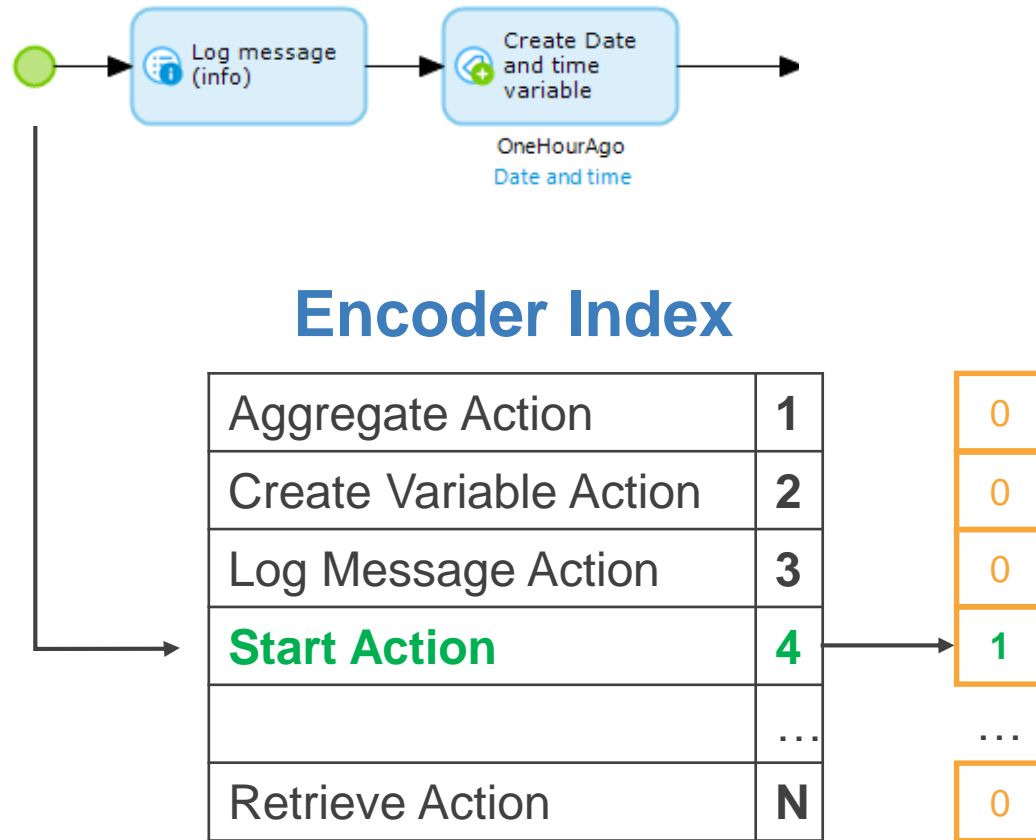 Log message
(info)
Create Date
and time
variable
OneHourAgo
Date and time
Encoder Index
Aggregate Action 1 0
Create Variable Action 2 0
Log Message Action 3 0
Start Action 4 1
... ...
Retrieve Action N 0